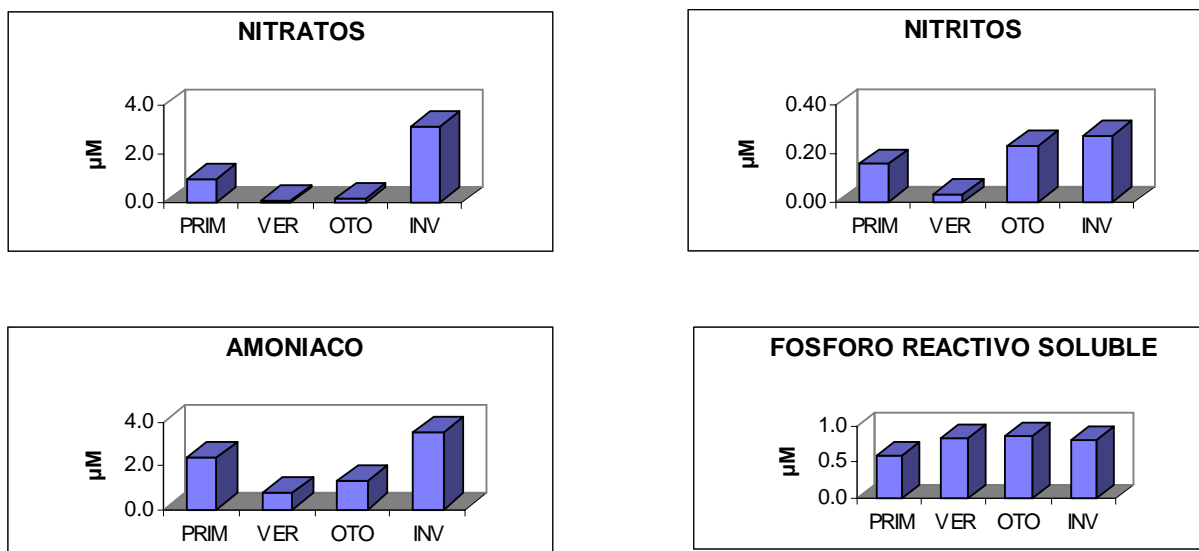 NITRATOS
µM
4.0
2.0
0.0
PRIM VER OTO INV
NITRITOS
µM
0.40
0.20
0.00
PRIM VER OTO INV
AMONIACO
µM
4.0
2.0
0.0
PRIM VER OTO INV
FOSFORO REACTIVO SOLUBLE
µM
1.0
0.5
0.0
PRIM VER OTO INV